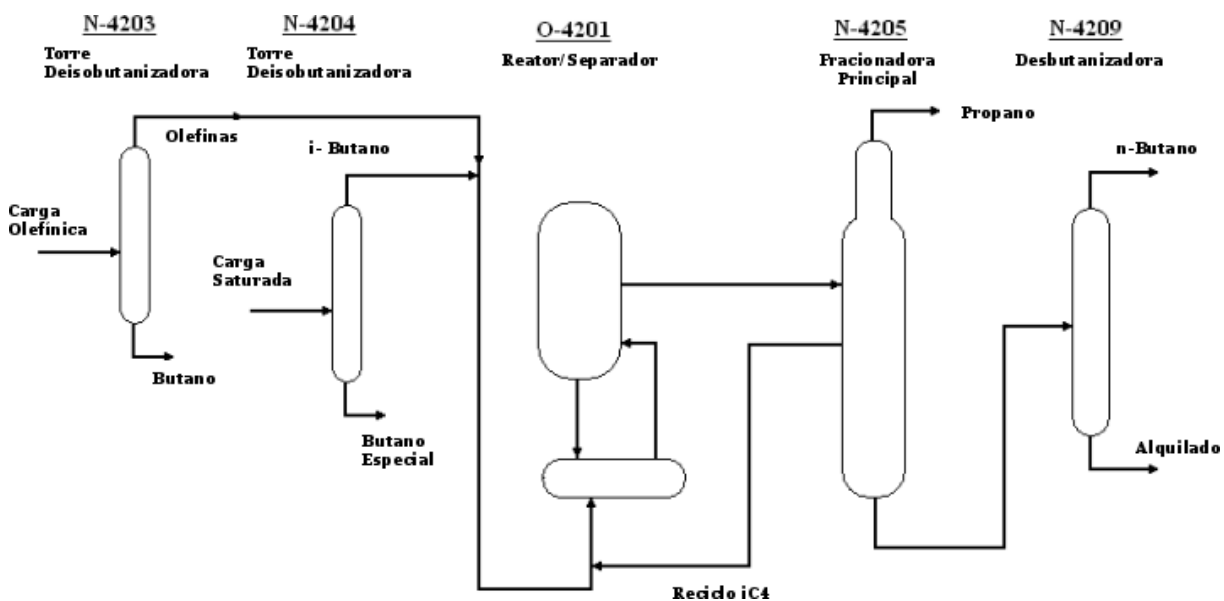 N-4203
Torre
Deisobutanizadora
N-4204
Torre
Deisobutanizadora
O-4201
Reator/Separador
N-4205
Fracionadora
Principal
N-4209
Desbutanizadora
Olefinas
i- Butano
Propano
n-Butano
Carga
Olefínica
Carga
Saturada
Butano
Butano
Especial
Alquilado
Reciclo iC4